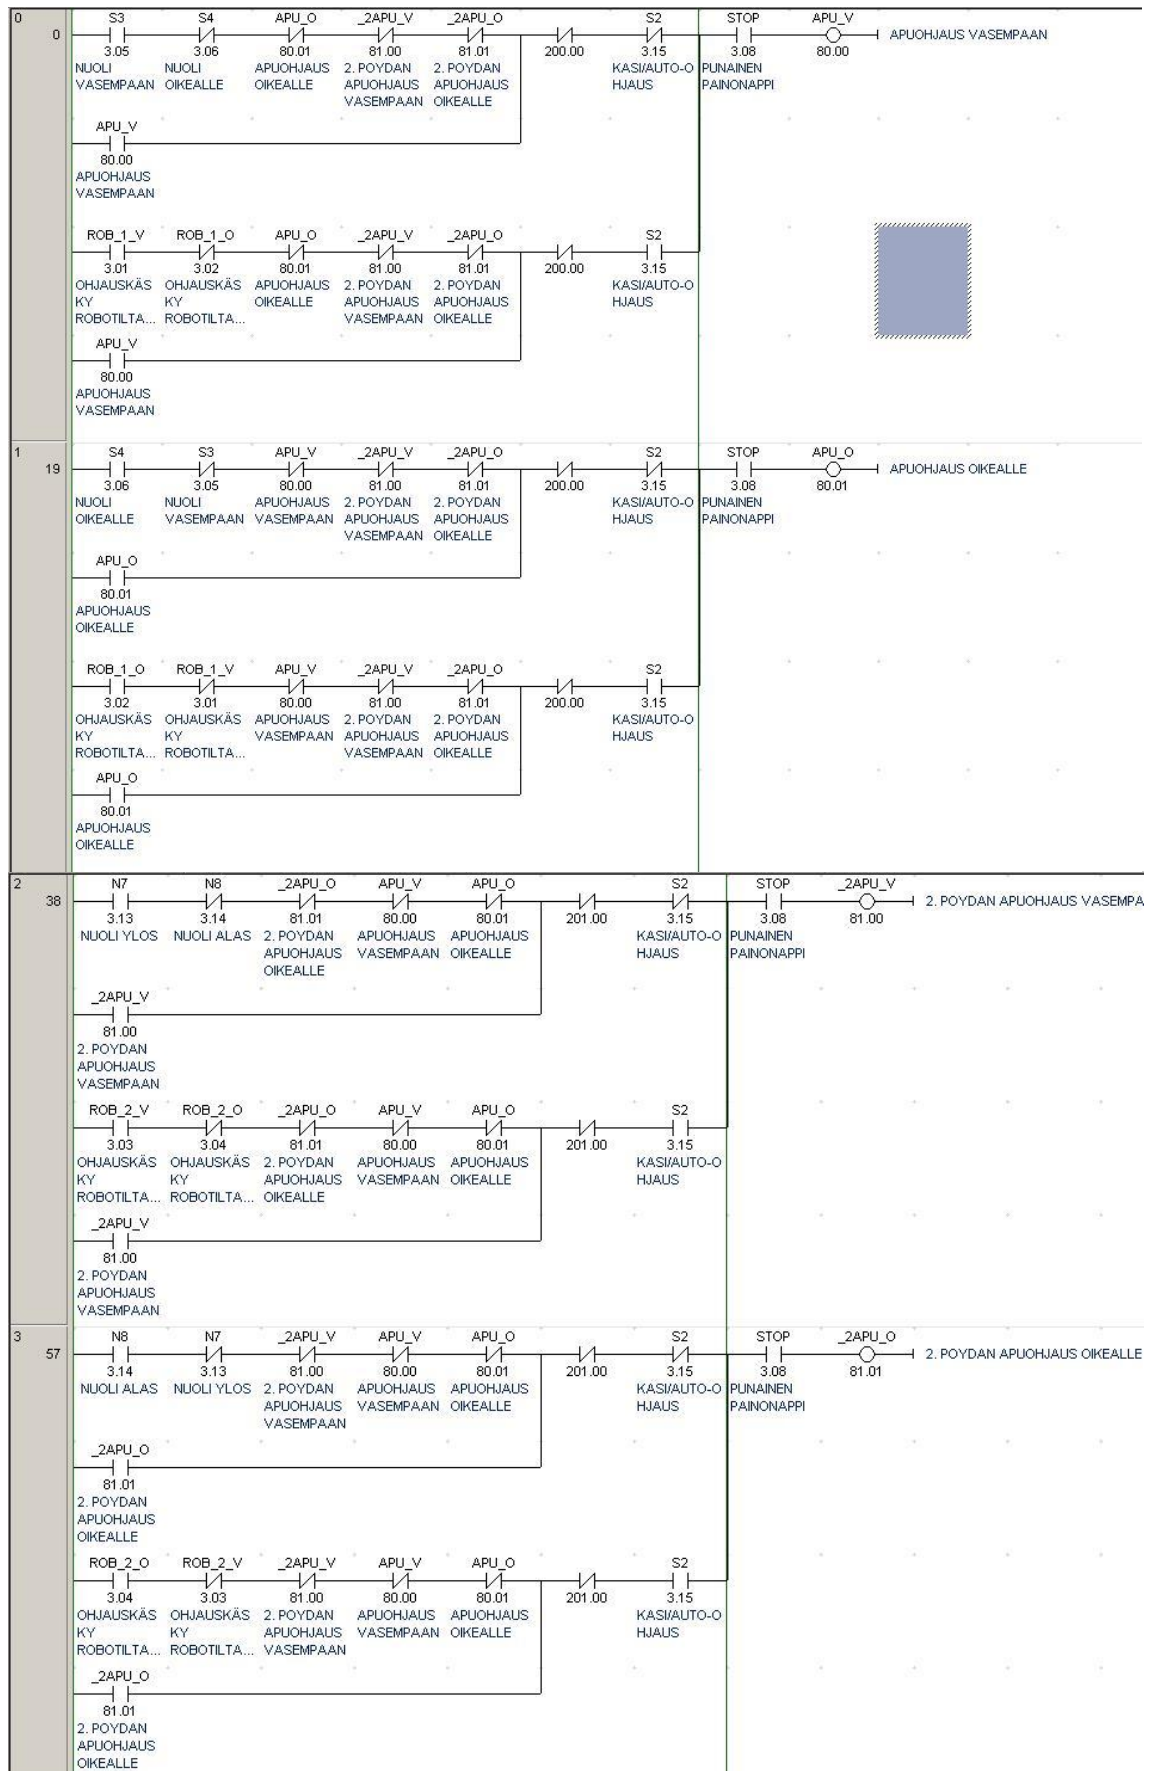 0
0
S3 S4 APU_O _2APU_V _2APU_O S2 STOP APU_V
APUOHJAUS VASEMPAAN
3.05 3.06 80.01 81.00 81.01 200.00 3.15 3.08 80.00
NUOLI NUOLI APUOHJAUS 2. POYDAN 2. POYDAN KASI/AUTO-O PUNAINEN
VASEMPAAN OIKEALLE OIKEALLE APUOHJAUS APUOHJAUS HJAUS PAINONAPPI
VASEMPAAN OIKEALLE
APU_V
80.00
APUOHJAUS
VASEMPAAN
ROB_1_V ROB_1_O APU_O _2APU_V _2APU_O S2
3.01 3.02 80.01 81.00 81.01 200.00 3.15
OHJAUSKÄS OHJAUSKÄS APUOHJAUS 2. POYDAN 2. POYDAN KASI/AUTO-O
KY KY OIKEALLE APUOHJAUS APUOHJAUS HJAUS
ROBOTILTA... ROBOTILTA... VASEMPAAN OIKEALLE
APU_V
80.00
APUOHJAUS
VASEMPAAN
1
19
S4 S3 APU_V _2APU_V _2APU_O S2 STOP APU_O
APUOHJAUS OIKEALLE
3.06 3.05 80.00 81.00 81.01 200.00 3.15 3.08 80.01
NUOLI NUOLI APUOHJAUS 2. POYDAN 2. POYDAN KASI/AUTO-O PUNAINEN
OIKEALLE VASEMPAAN VASEMPAAN APUOHJAUS APUOHJAUS HJAUS PAINONAPPI
VASEMPAAN OIKEALLE
APU_O
80.01
APUOHJAUS
OIKEALLE
ROB_1_O ROB_1_V APU_V _2APU_V _2APU_O S2
3.02 3.01 80.00 81.00 81.01 200.00 3.15
OHJAUSKÄS OHJAUSKÄS APUOHJAUS 2. POYDAN 2. POYDAN KASI/AUTO-O
KY KY VASEMPAAN APUOHJAUS APUOHJAUS HJAUS
ROBOTILTA... ROBOTILTA... VASEMPAAN OIKEALLE
APU_O
80.01
APUOHJAUS
OIKEALLE
2
38
N7 N8 _2APU_O APU_V APU_O S2 STOP _2APU_V
2. POYDAN APUOHJAUS VASEMPA
3.13 3.14 81.01 80.00 80.01 201.00 3.15 3.08 81.00
NUOLI YLOS NUOLI ALAS 2. POYDAN APUOHJAUS APUOHJAUS KASI/AUTO-O PUNAINEN
APUOHJAUS VASEMPAAN OIKEALLE HJAUS PAINONAPPI
OIKEALLE
_2APU_V
81.00
2. POYDAN
APUOHJAUS
VASEMPAAN
ROB_2_V ROB_2_O _2APU_O APU_V APU_O S2
3.03 3.04 81.01 80.00 80.01 201.00 3.15
OHJAUSKÄS OHJAUSKÄS 2. POYDAN APUOHJAUS APUOHJAUS KASI/AUTO-O
KY KY APUOHJAUS VASEMPAAN OIKEALLE HJAUS
ROBOTILTA... ROBOTILTA... OIKEALLE
_2APU_V
81.00
2. POYDAN
APUOHJAUS
VASEMPAAN
3
57
N8 N7 _2APU_V APU_V APU_O S2 STOP _2APU_O
2. POYDAN APUOHJAUS OIKEALLE
3.14 3.13 81.00 80.00 80.01 201.00 3.15 3.08 81.01
NUOLI ALAS NUOLI YLOS 2. POYDAN APUOHJAUS APUOHJAUS KASI/AUTO-O PUNAINEN
APUOHJAUS VASEMPAAN OIKEALLE HJAUS PAINONAPPI
VASEMPAAN
_2APU_O
81.01
2. POYDAN
APUOHJAUS
OIKEALLE
ROB_2_O ROB_2_V _2APU_V APU_V APU_O S2
3.04 3.03 81.00 80.00 80.01 201.00 3.15
OHJAUSKÄS OHJAUSKÄS 2. POYDAN APUOHJAUS APUOHJAUS KASI/AUTO-O
KY KY APUOHJAUS VASEMPAAN OIKEALLE HJAUS
ROBOTILTA... ROBOTILTA... VASEMPAAN
_2APU_O
81.01
2. POYDAN
APUOHJAUS
OIKEALLE